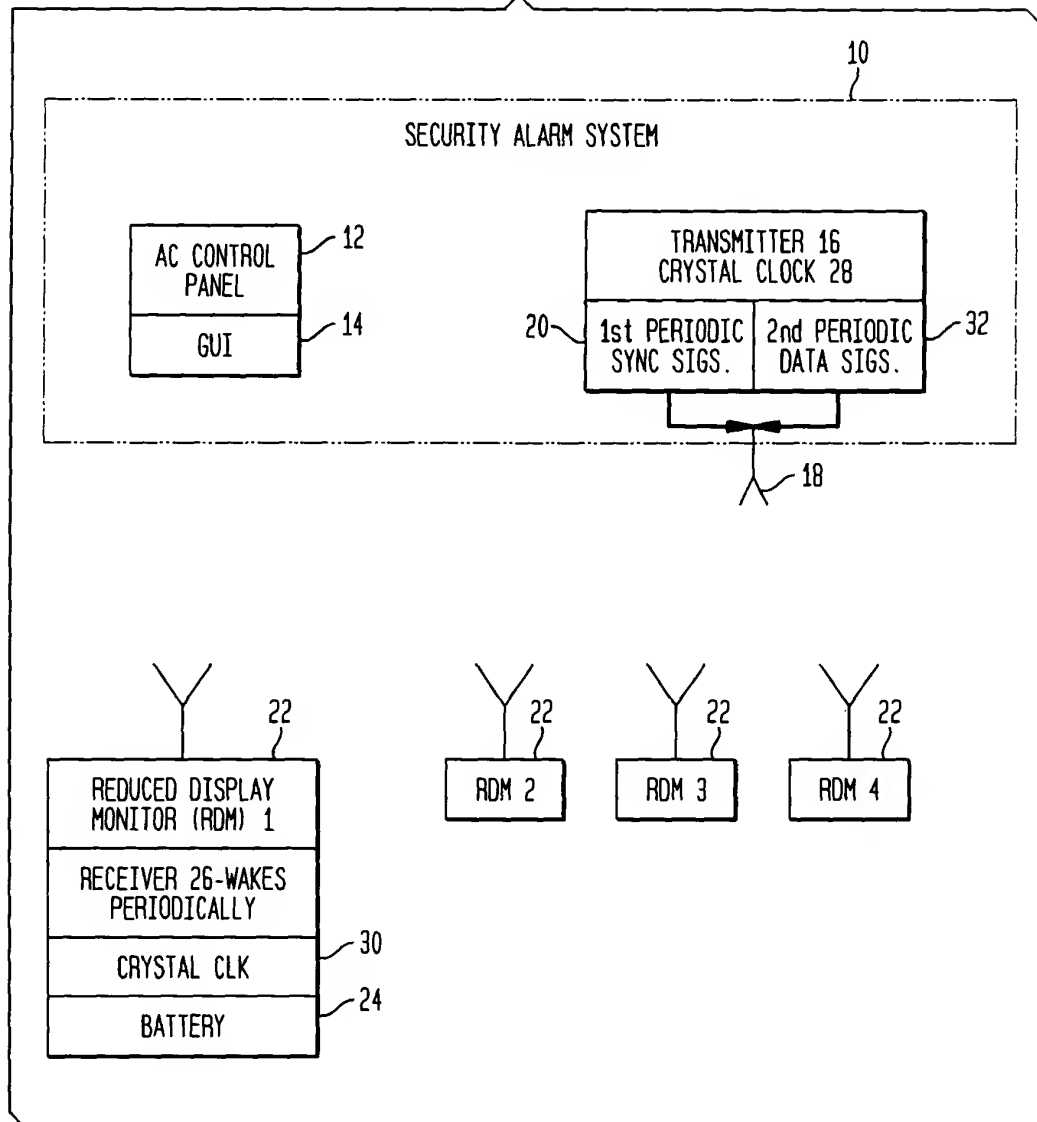 10
SECURITY ALARM SYSTEM
AC CONTROL
PANEL
12
GUI
14
TRANSMITTER 16
CRYSTAL CLOCK 28
20
1st PERIODIC
SYNC SIGS.
2nd PERIODIC
DATA SIGS.
32
18
22
REDUCED DISPLAY
MONITOR (RDM) 1
RECEIVER 26-WAKES
PERIODICALLY
CRYSTAL CLK
30
BATTERY
24
22
RDM 2
22
RDM 3
22
RDM 4